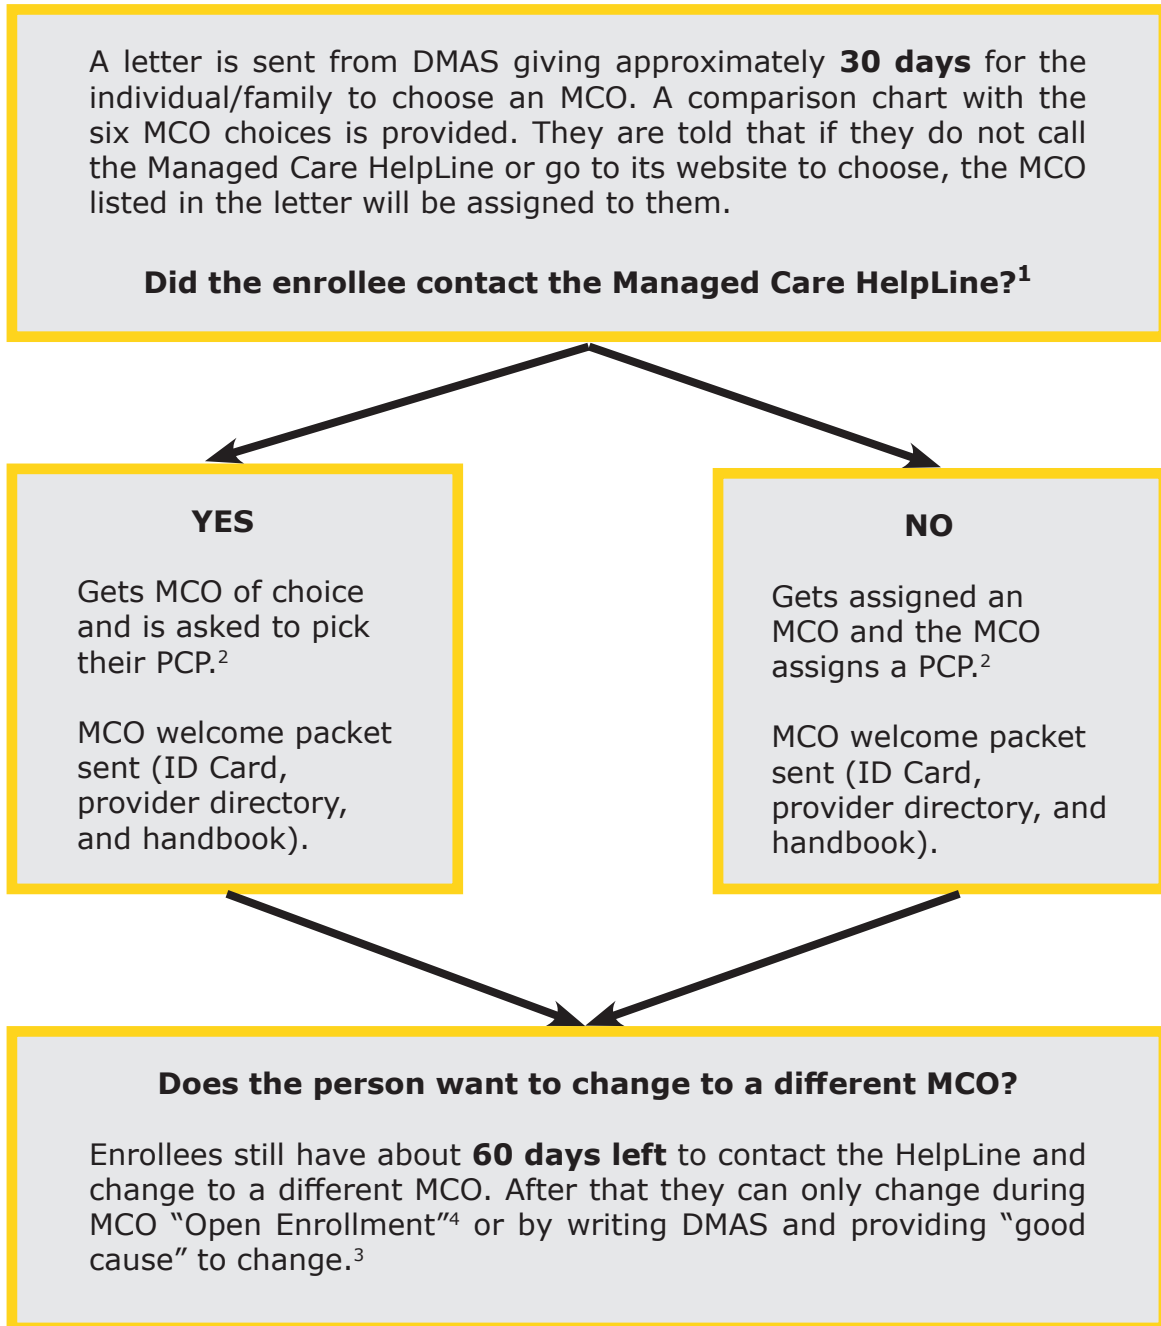 A letter is sent from DMAS giving approximately 30 days for the
individual/family to choose an MCO. A comparison chart with the
six MCO choices is provided. They are told that if they do not call
the Managed Care HelpLine or go to its website to choose, the MCO
listed in the letter will be assigned to them.
Did the enrollee contact the Managed Care HelpLine?¹
YES
Gets MCO of choice
and is asked to pick
their PCP.²
MCO welcome packet
sent (ID Card,
provider directory,
and handbook).
NO
Gets assigned an
MCO and the MCO
assigns a PCP.²
MCO welcome packet
sent (ID Card,
provider directory, and
handbook).
Does the person want to change to a different MCO?
Enrollees still have about 60 days left to contact the HelpLine and
change to a different MCO. After that they can only change during
MCO “Open Enrollment”⁴ or by writing DMAS and providing “good
cause” to change.³